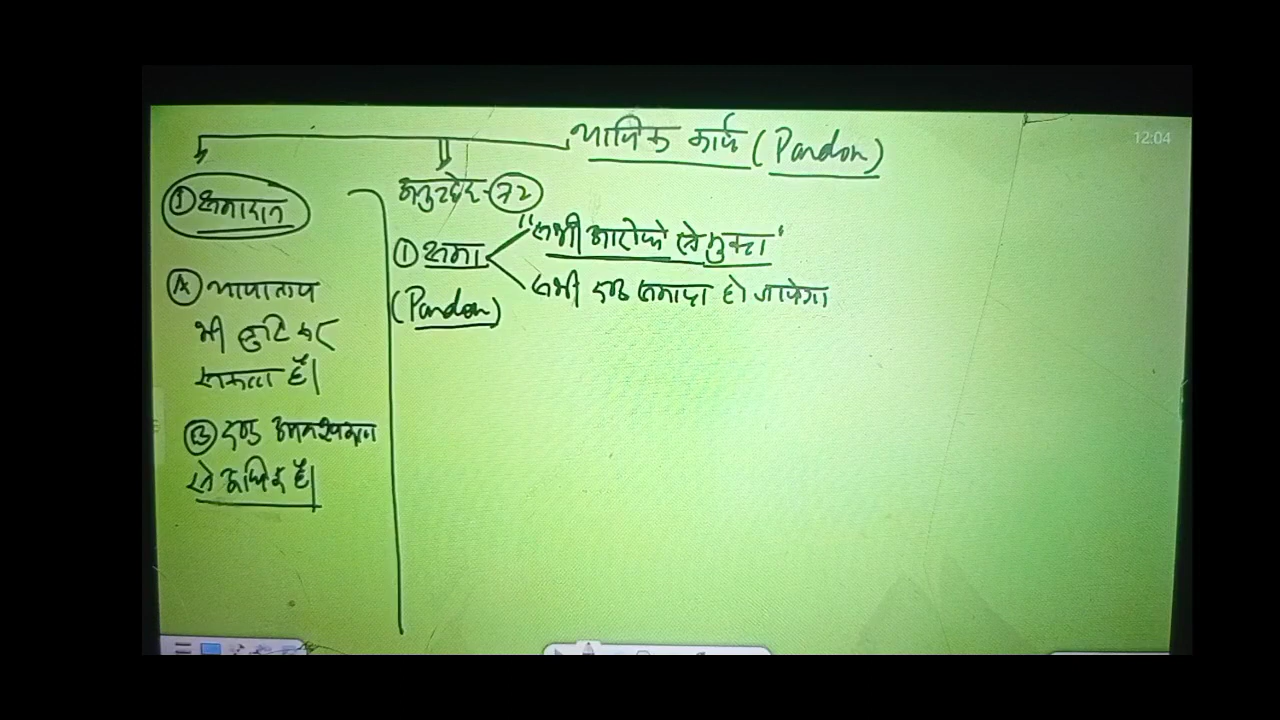 12:04
न्यायिक कार्य (Pardon)
① क्षमादान
Ⓐ न्यायालय
भी त्रुटि कर
सकता है।
Ⓑ दण्ड आवश्यकता
से अधिक है।
अनुच्छेद-72
① क्षमा
(Pardon)
"सभी आरोपो से मुक्त"
सभी दण्ड समाप्त हो जायेगा